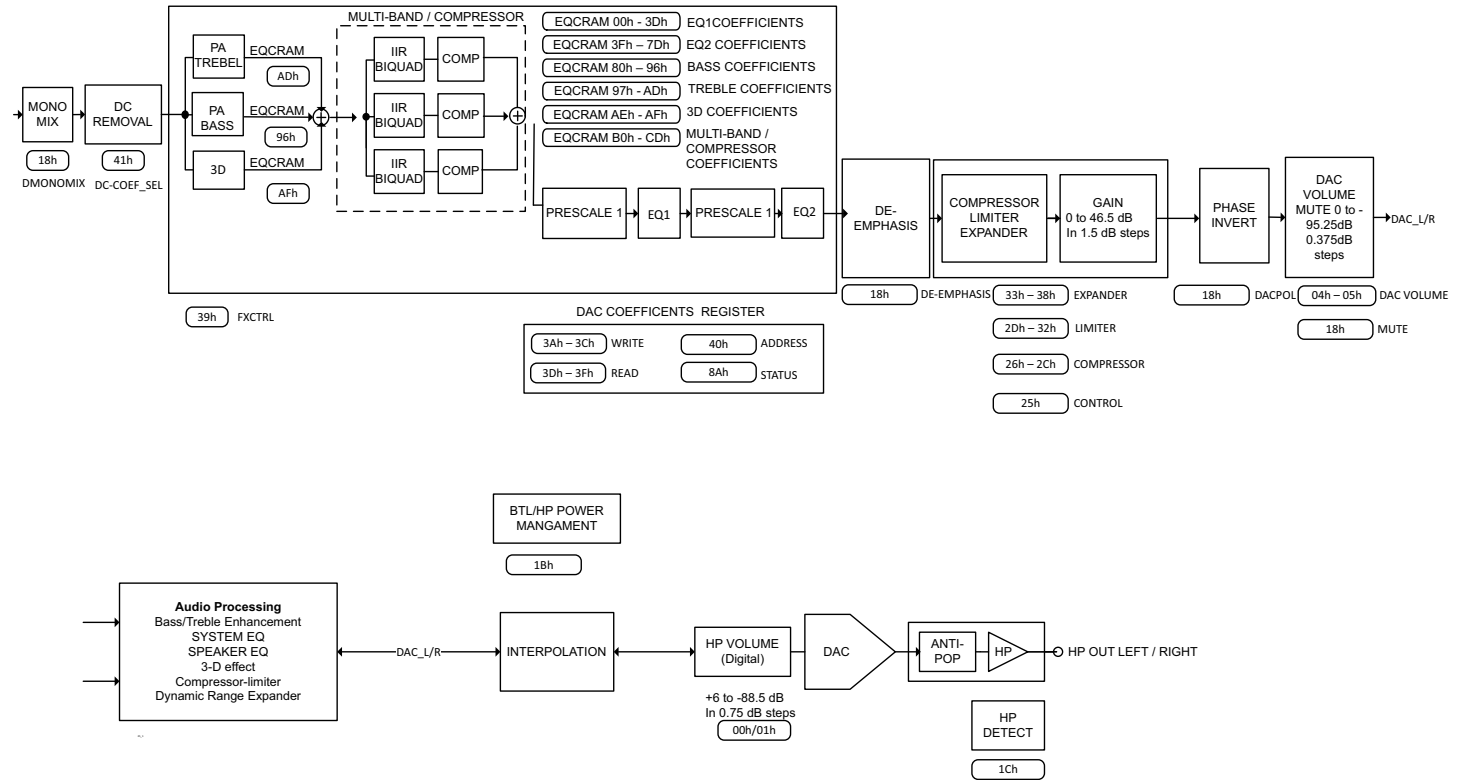 MULTI-BAND / COMPRESSOR
EQCRAM 00h - 3Dh EQ1COEFFICIENTS
EQCRAM 3Fh – 7Dh EQ2 COEFFICIENTS
EQCRAM 80h – 96h BASS COEFFICIENTS
EQCRAM 97h - ADh TREBLE COEFFICIENTS
EQCRAM AEh - AFh 3D COEFFICIENTS
EQCRAM B0h - CDh MULTI-BAND /
COMPRESSOR
COEFFICIENTS
MONO
MIX
18h
DMONOMIX
DC
REMOVAL
41h
DC-COEF_SEL
PA
TREBEL
EQCRAM
ADh
PA
BASS
EQCRAM
96h
3D
EQCRAM
AFh
IIR
BIQUAD
COMP
IIR
BIQUAD
COMP
IIR
BIQUAD
COMP
PRESCALE 1
EQ1
PRESCALE 1
EQ2
39h FXCTRL
DE-
EMPHASIS
18h DE-EMPHASIS
COMPRESSOR
LIMITER
EXPANDER
GAIN
0 to 46.5 dB
In 1.5 dB steps
33h – 38h EXPANDER
2Dh – 32h LIMITER
26h – 2Ch COMPRESSOR
25h CONTROL
PHASE
INVERT
18h DACPOL
DAC
VOLUME
MUTE 0 to -
95.25dB
0.375dB
steps
DAC_L/R
04h – 05h DAC VOLUME
18h MUTE
DAC COEFFICENTS REGISTER
3Ah – 3Ch WRITE 40h ADDRESS
3Dh – 3Fh READ 8Ah STATUS
BTL/HP POWER
MANGAMENT
1Bh
Audio Processing
Bass/Treble Enhancement
SYSTEM EQ
SPEAKER EQ
3-D effect
Compressor-limiter
Dynamic Range Expander
DAC_L/R
INTERPOLATION
HP VOLUME
(Digital)
+6 to -88.5 dB
In 0.75 dB steps
00h/01h
DAC
ANTI-
POP
HP
HP OUT LEFT / RIGHT
HP
DETECT
1Ch